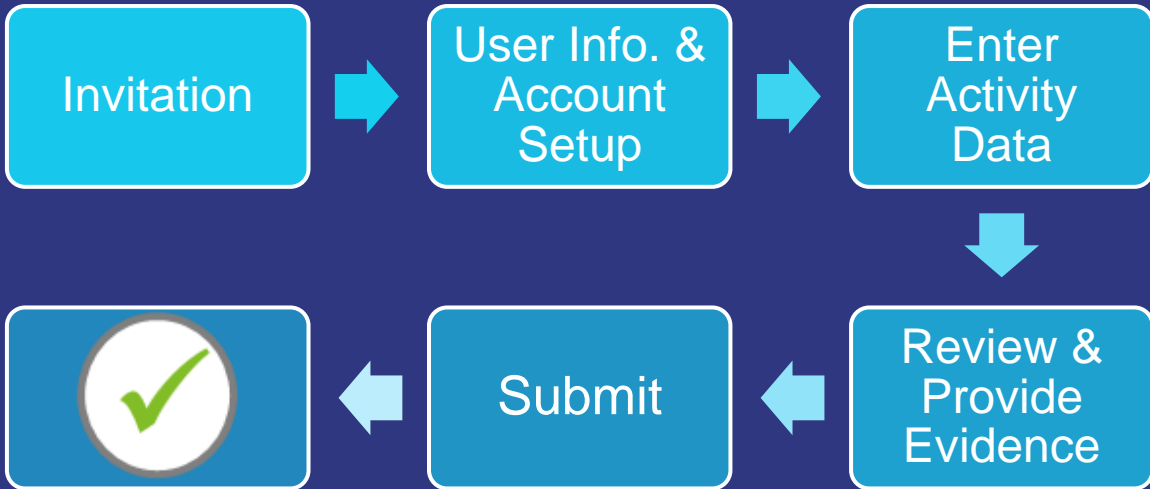 Invitation
User Info. &
Account
Setup
Enter
Activity
Data
Review &
Provide
Evidence
Submit